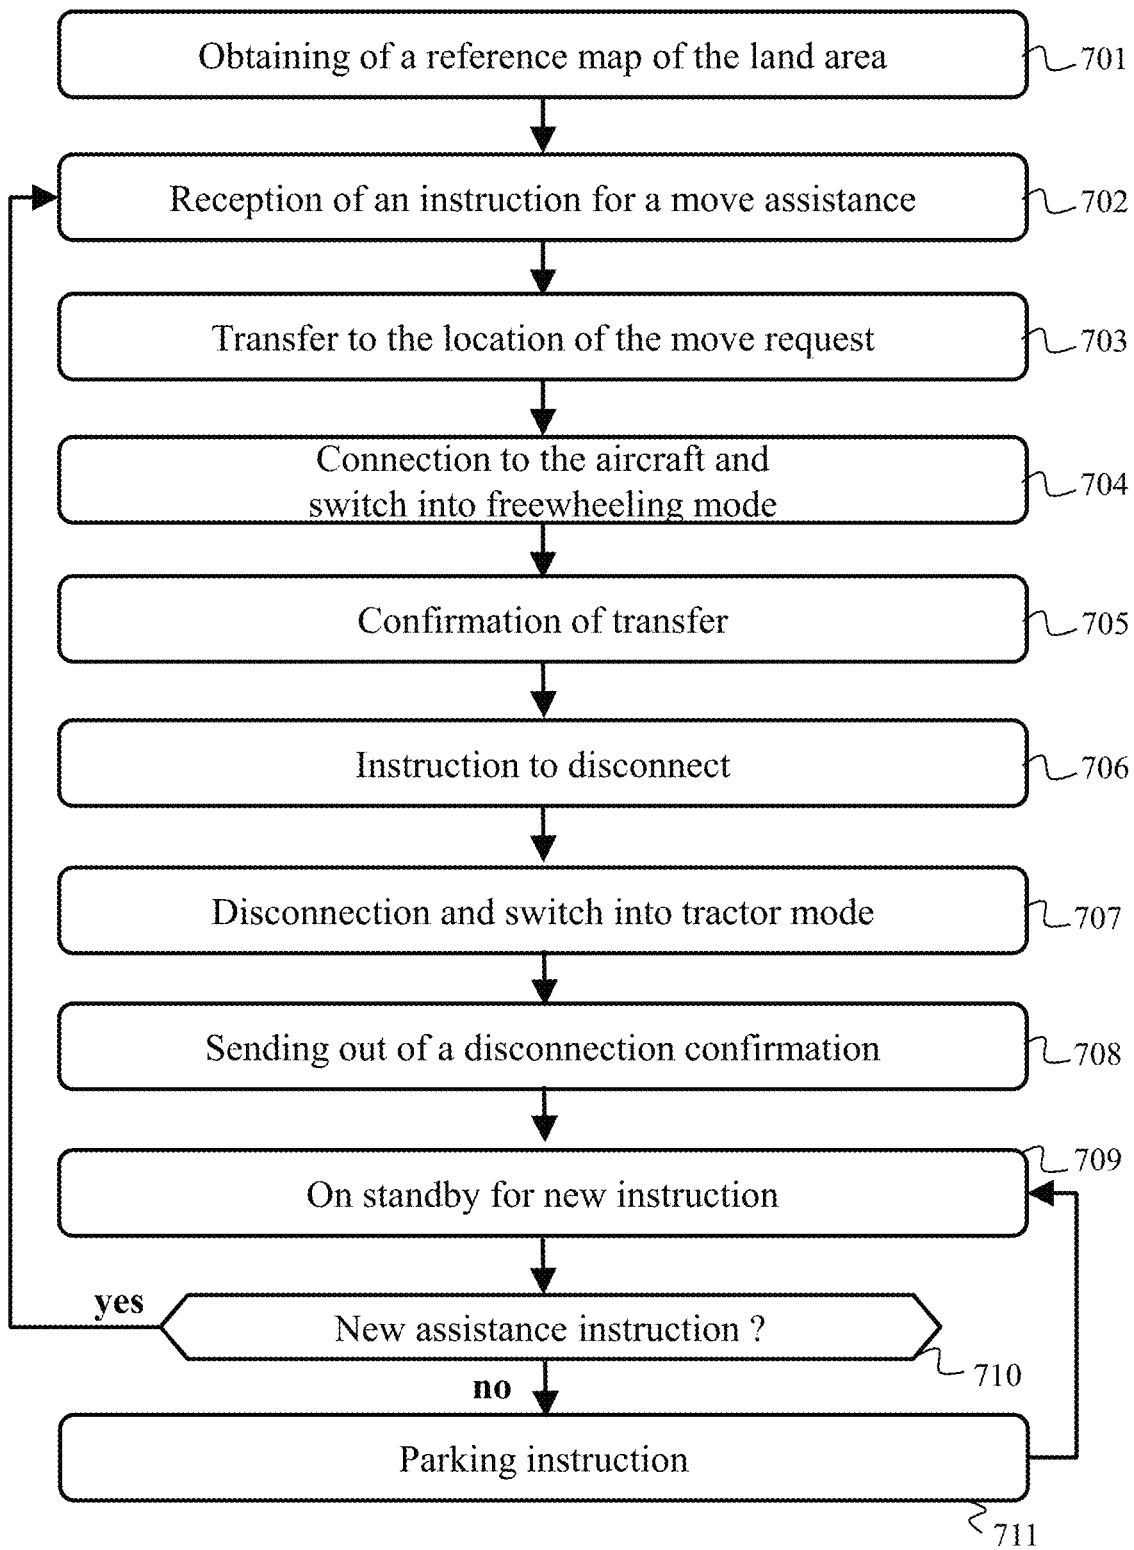 Obtaining of a reference map of the land area
701
Reception of an instruction for a move assistance
702
Transfer to the location of the move request
703
Connection to the aircraft and
switch into freewheeling mode
704
Confirmation of transfer
705
Instruction to disconnect
706
Disconnection and switch into tractor mode
707
Sending out of a disconnection confirmation
708
709
On standby for new instruction
yes
New assistance instruction ?
710
no
Parking instruction
711